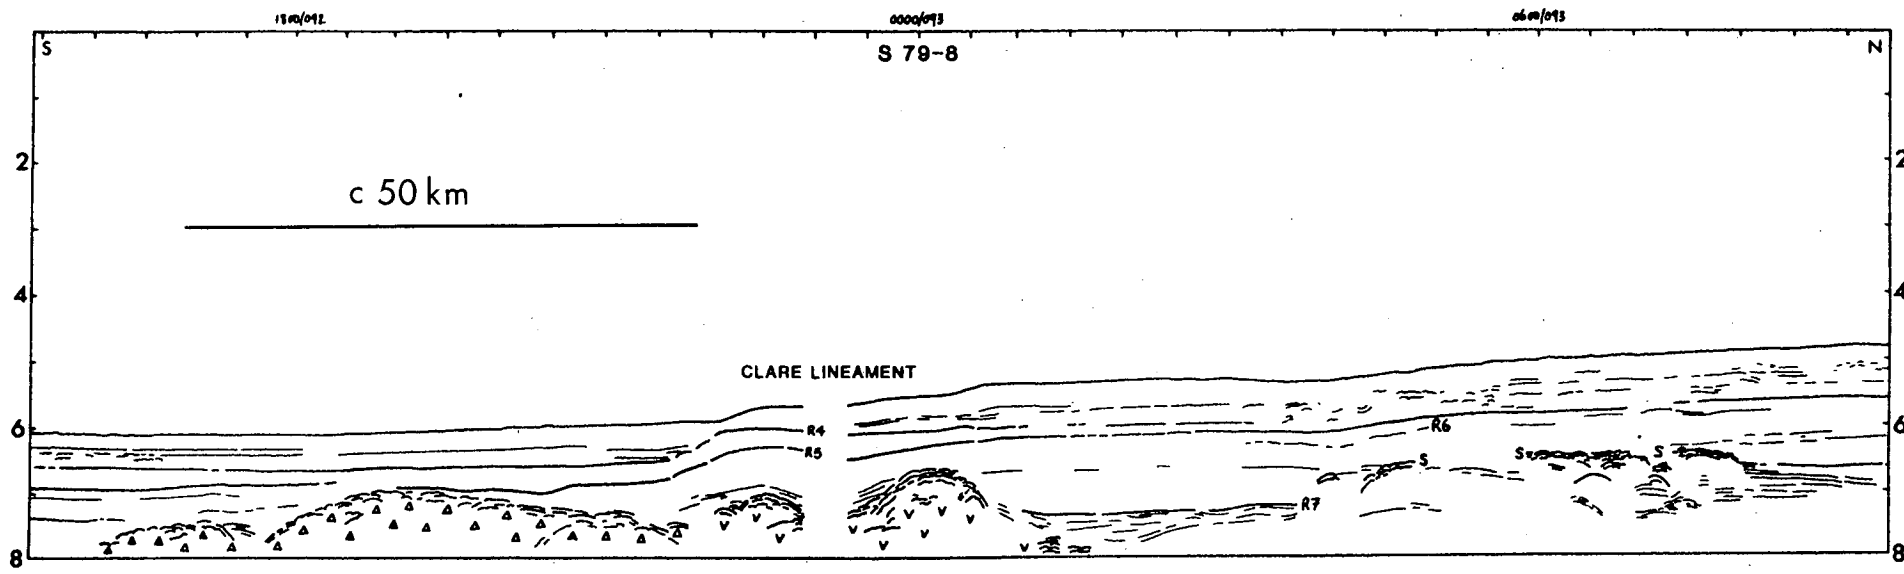 1800/092 0000/093 0600/093
S S 79-8 N
2 2
c 50 km
4 4
CLARE LINEAMENT
6 R4 R6 6
R5
S S S
R7
8 8